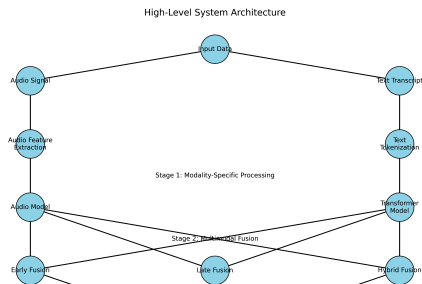 High-Level System Architecture
Input Data
Audio Signal
Text Transcript
Audio Feature
Extraction
Text
Tokenization
Stage 1: Modality-Specific Processing
Audio Model
Transformer
Model
Stage 2: Multimodal Fusion
Early Fusion
Late Fusion
Hybrid Fusion